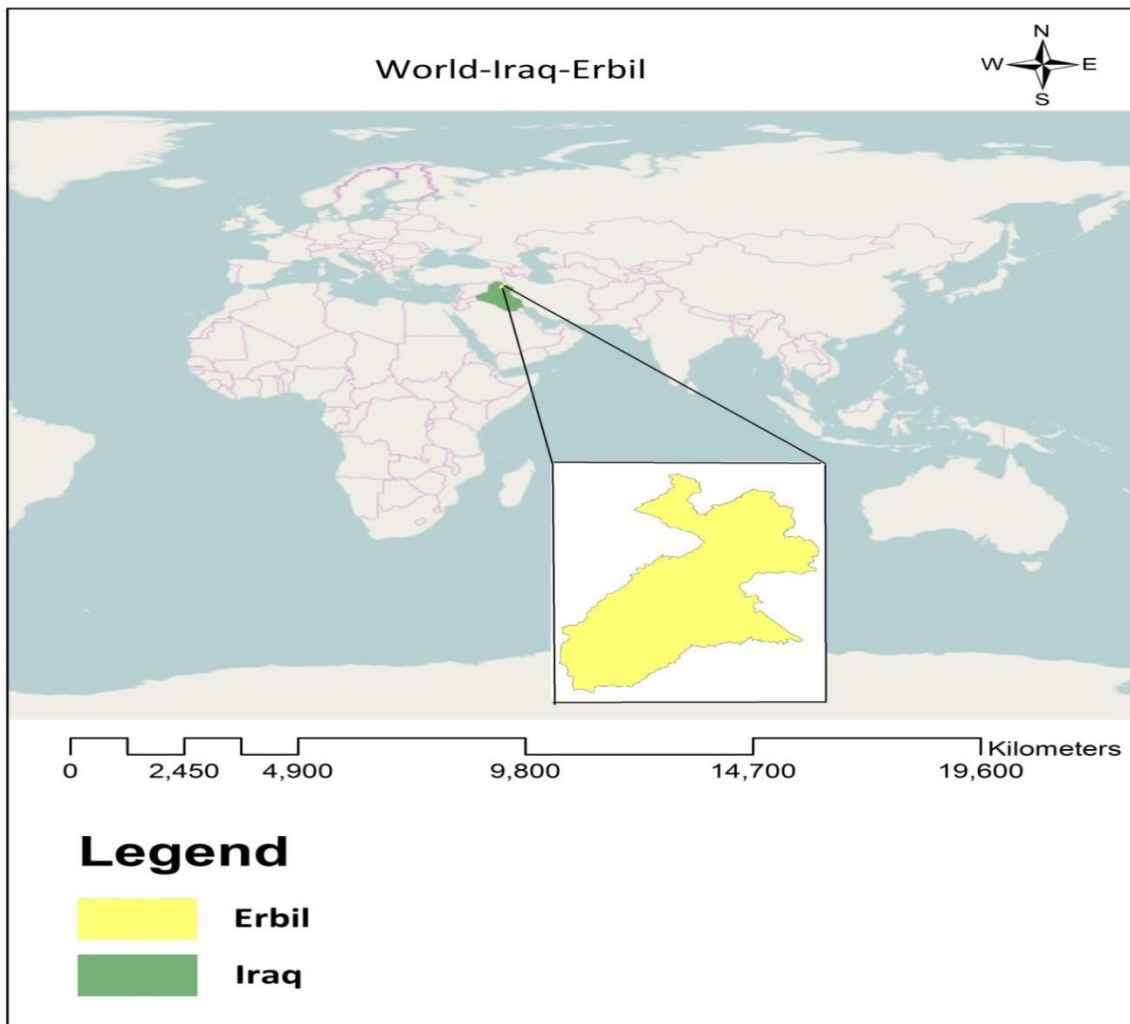 World-Iraq-Erbil
N
W E
S
Kilometers
0 2,450 4,900 9,800 14,700 19,600
Legend
Erbil
Iraq